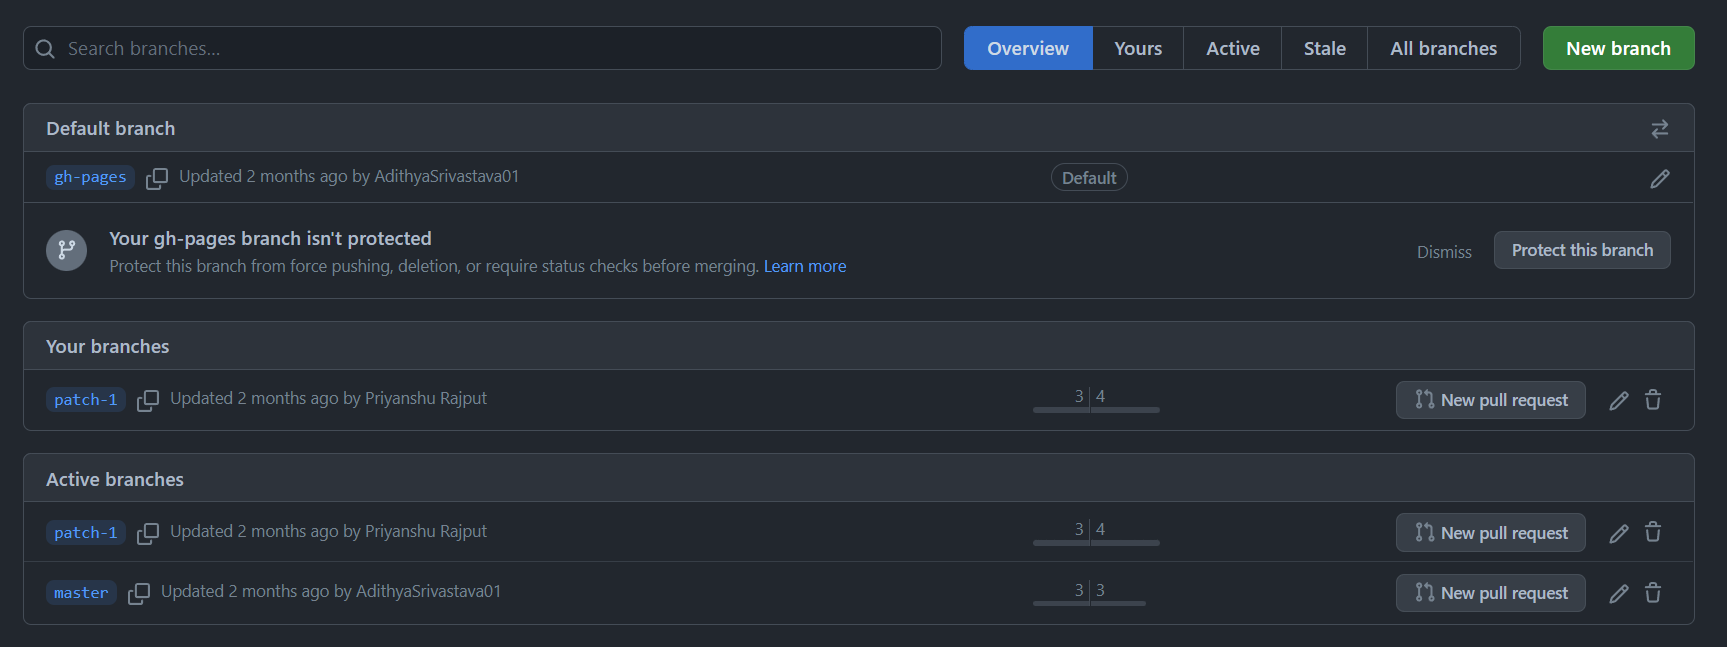 Search branches...
Overview Yours Active Stale All branches New branch
Default branch
gh-pages Updated 2 months ago by AdithyaSrivastava01 Default
Your gh-pages branch isn't protected
Protect this branch from force pushing, deletion, or require status checks before merging. Learn more
Dismiss Protect this branch
Your branches
patch-1 Updated 2 months ago by Priyanshu Rajput 3 4 New pull request
Active branches
patch-1 Updated 2 months ago by Priyanshu Rajput 3 4 New pull request
master Updated 2 months ago by AdithyaSrivastava01 3 3 New pull request